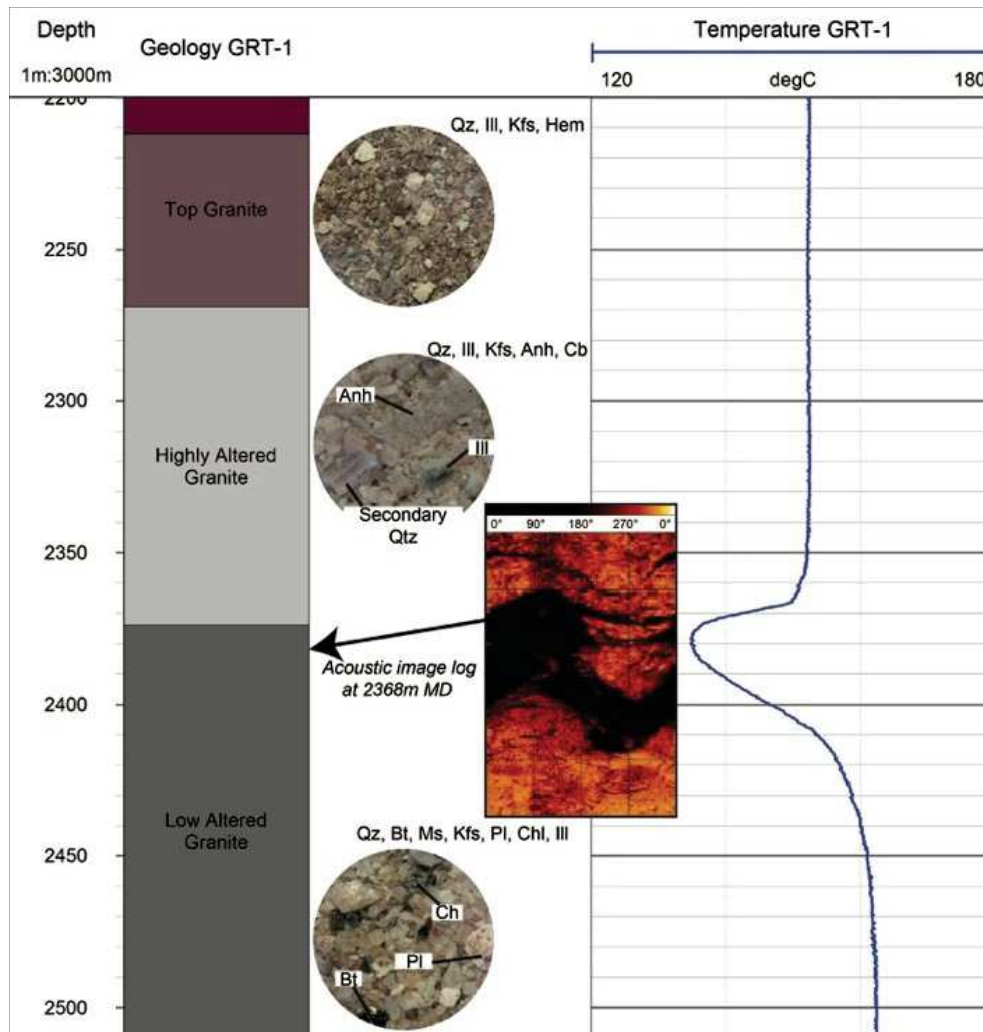 Depth
1m:3000m
Geology GRT-1
Temperature GRT-1
120 degC 180
2200
Qz, Ill, Kfs, Hem
Top Granite
2250
Qz, Ill, Kfs, Anh, Cb
2300
Anh
Ill
Highly Altered
Granite
Secondary
Qtz
0° 90° 180° 270° 0°
2350
Acoustic image log
at 2368m MD
2400
Low Altered
Granite
Qz, Bt, Ms, Kfs, Pl, Chl, Ill
2450
Ch
Pl
Bt
2500